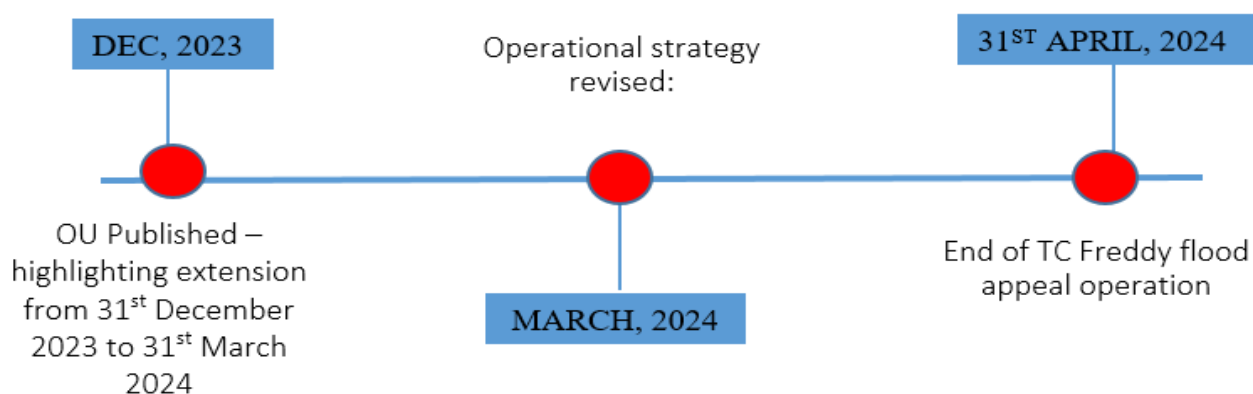 DEC, 2023
OU Published –
highlighting extension
from 31st December
2023 to 31st March
2024
Operational strategy
revised:
MARCH, 2024
31ST APRIL, 2024
End of TC Freddy flood
appeal operation